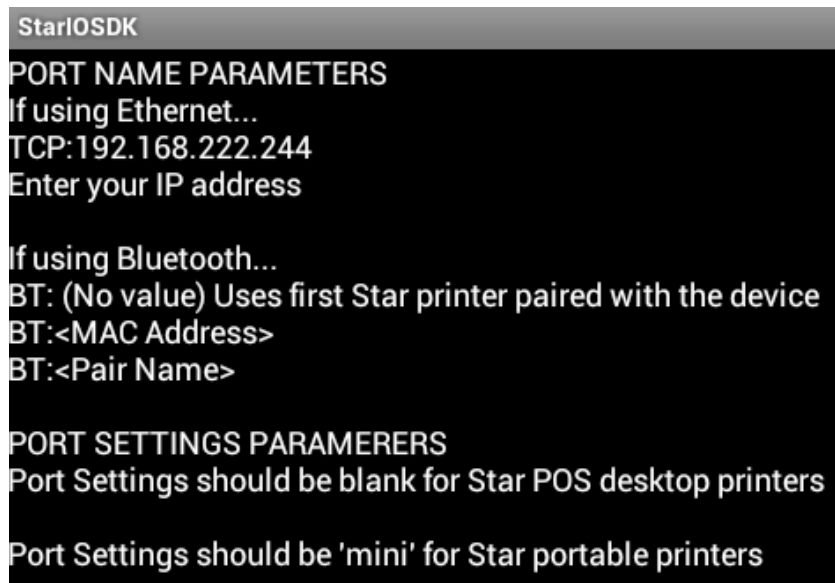 StarIOSDK
PORT NAME PARAMETERS
If using Ethernet...
TCP:192.168.222.244
Enter your IP address
If using Bluetooth...
BT: (No value) Uses first Star printer paired with the device
BT:<MAC Address>
BT:<Pair Name>
PORT SETTINGS PARAMERERS
Port Settings should be blank for Star POS desktop printers
Port Settings should be 'mini' for Star portable printers